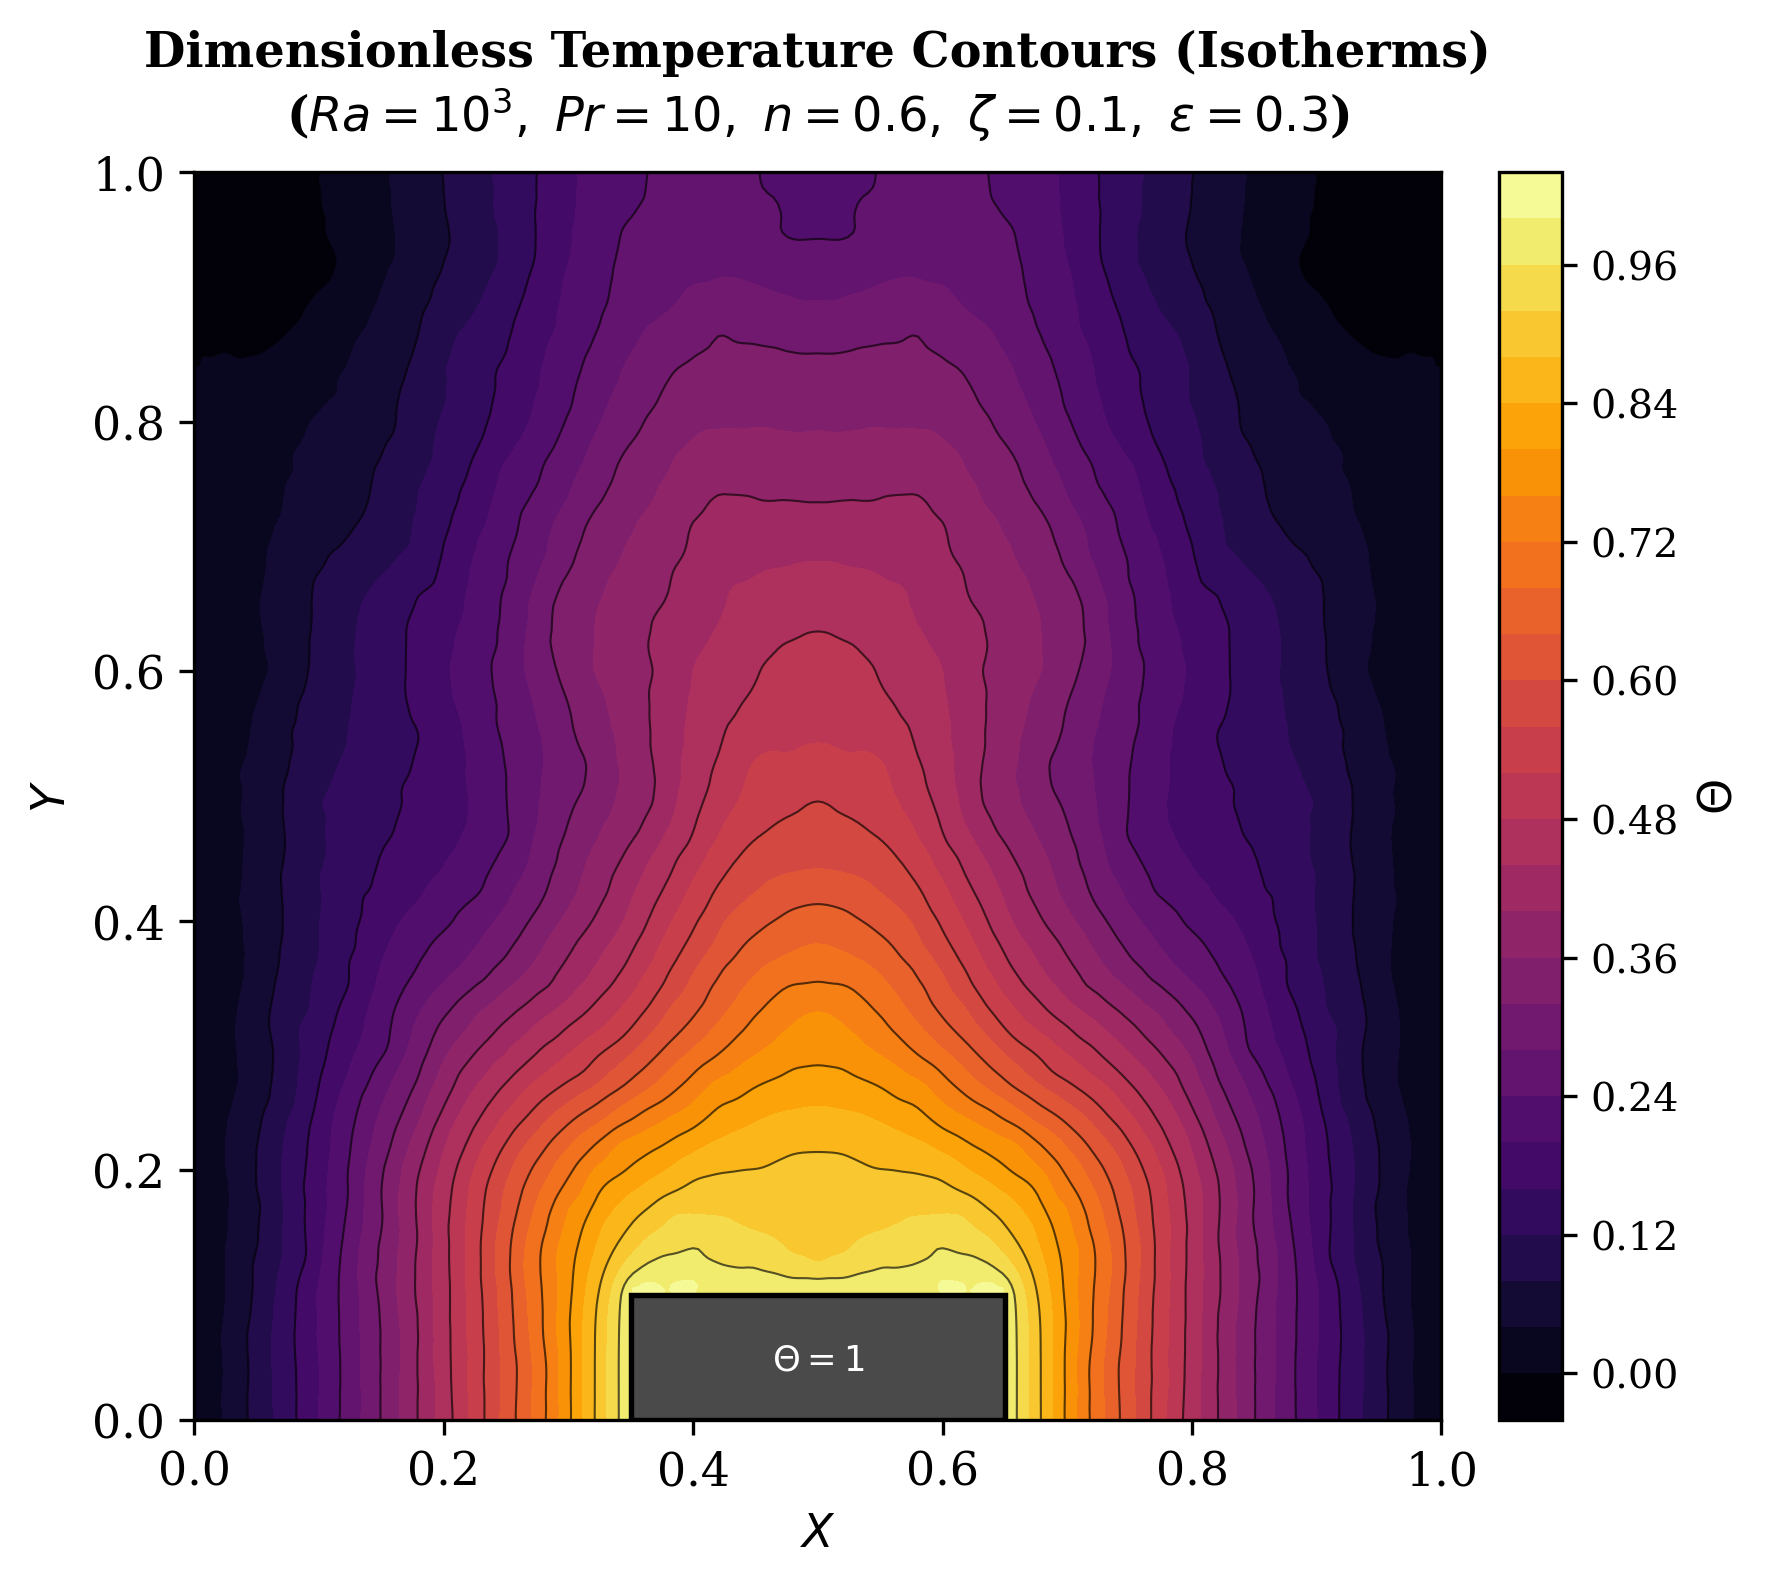 Dimensionless Temperature Contours (Isotherms)
(Ra = 10³, Pr = 10, n = 0.6, ζ = 0.1, ε = 0.3)
1.0
0.8
0.6
0.4
0.2
0.0
Y
Θ = 1
0.0 0.2 0.4 0.6 0.8 1.0
X
0.96
0.84
0.72
0.60
0.48
0.36
0.24
0.12
0.00
Θ